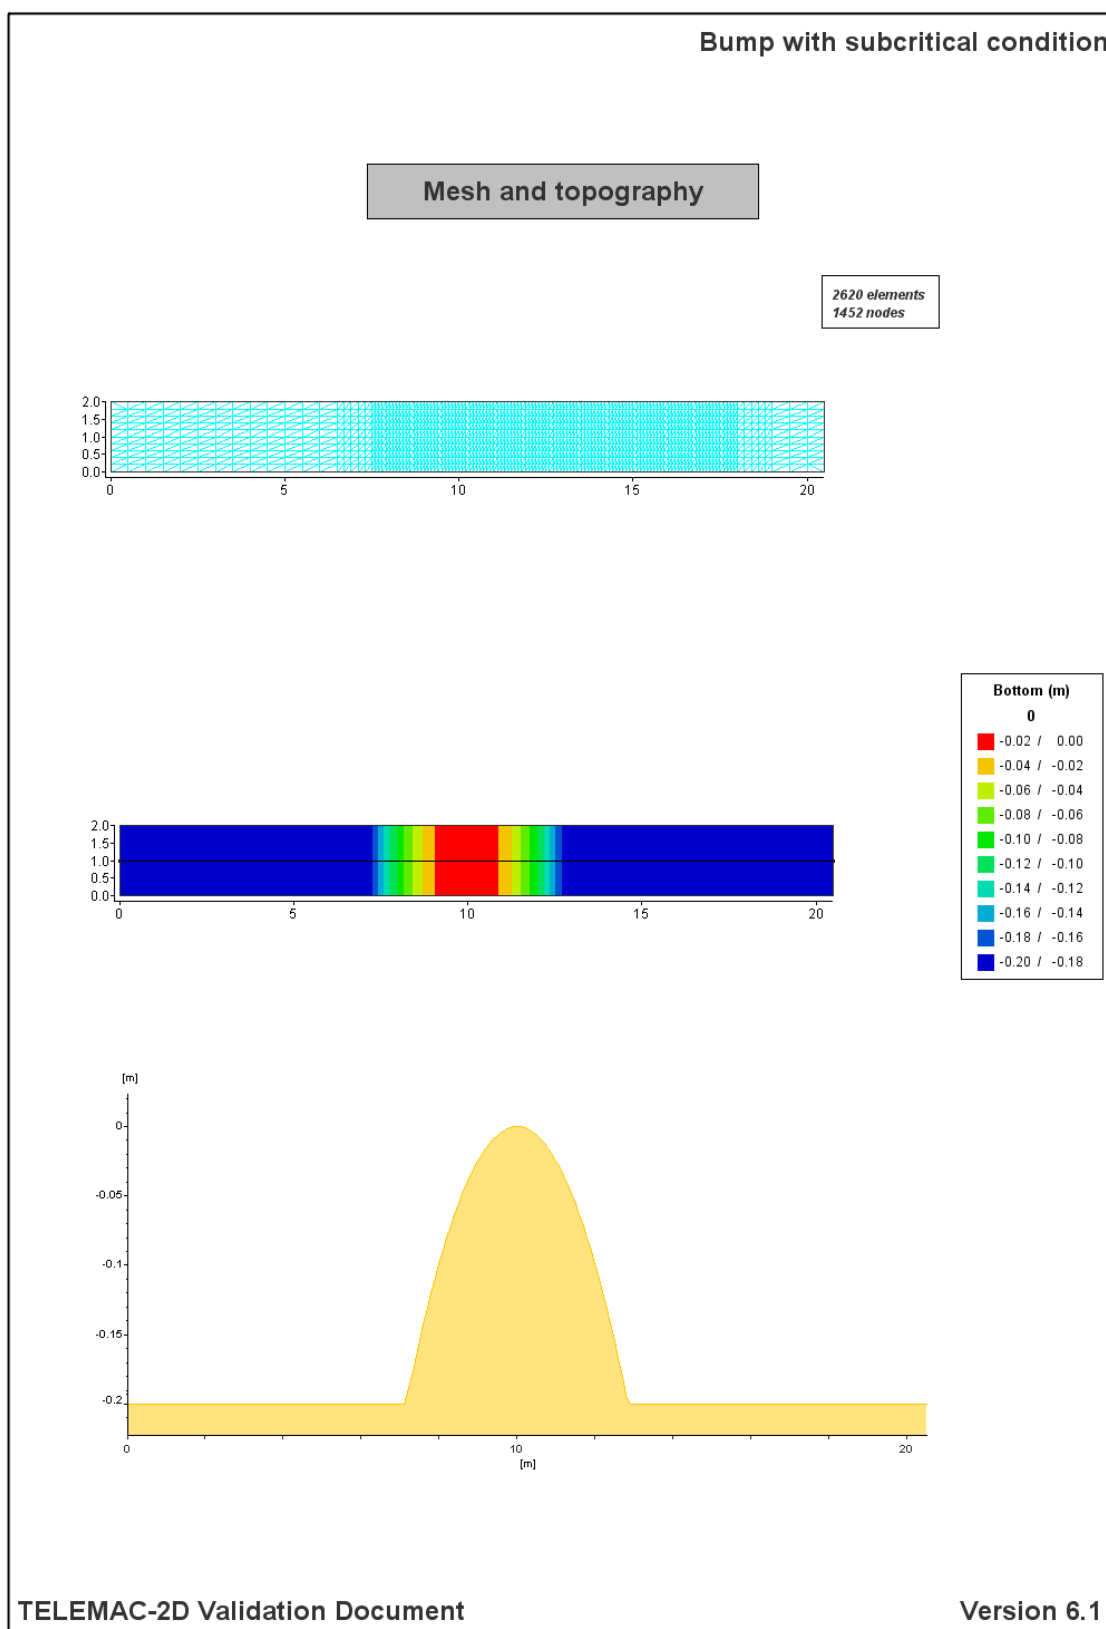 Bump with subcritical condition
Mesh and topography
2620 elements
1452 nodes
2.0
1.5
1.0
0.5
0.0
0 5 10 15 20
Bottom (m)
0
-0.02 / 0.00
-0.04 / -0.02
-0.06 / -0.04
-0.08 / -0.06
-0.10 / -0.08
-0.12 / -0.10
-0.14 / -0.12
-0.16 / -0.14
-0.18 / -0.16
-0.20 / -0.18
2.0
1.5
1.0
0.5
0.0
0 5 10 15 20
[m]
0
-0.05
-0.1
-0.15
-0.2
0 10 20
[m]
TELEMAC-2D Validation Document Version 6.1